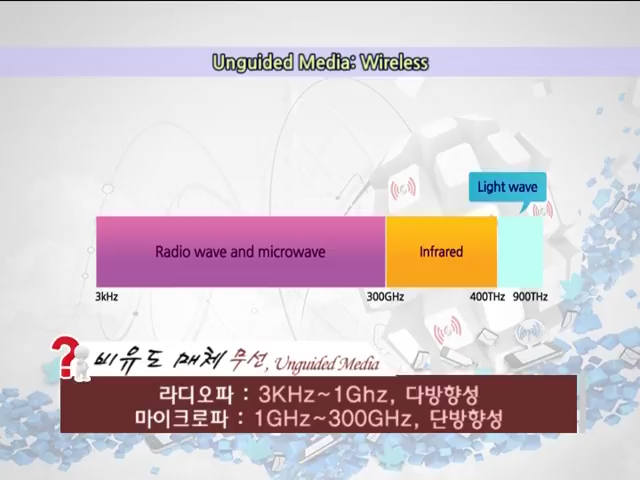 Unguided Media: Wireless
Light wave
Radio wave and microwave
Infrared
3kHz
300GHz
400THz
900THz
비유도 매체 무선, Unguided Media
라디오파 : 3KHz~1Ghz, 다방향성
마이크로파 : 1GHz~300GHz, 단방향성